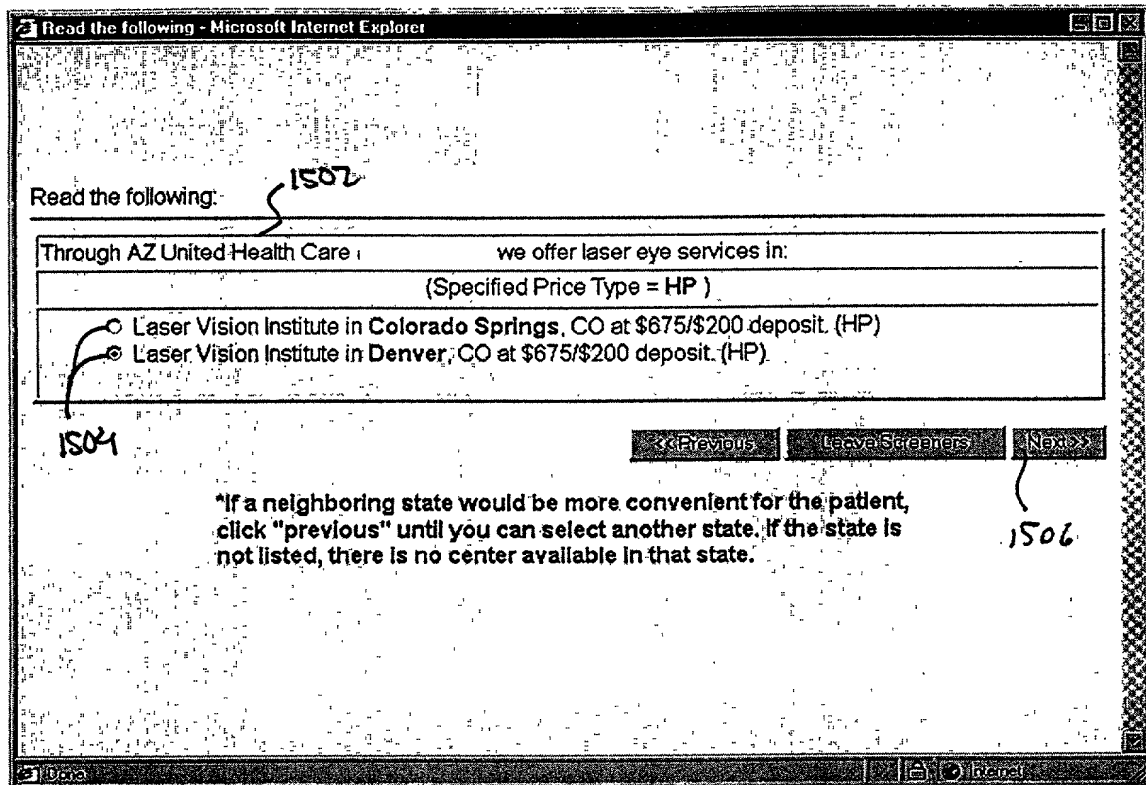 Read the following - Microsoft Internet Explorer
1502
Read the following:
Through AZ United Health Care we offer laser eye services in:
(Specified Price Type = HP )
Laser Vision Institute in Colorado Springs, CO at $675/$200 deposit. (HP)
Laser Vision Institute in Denver, CO at $675/$200 deposit. (HP)
1504
<<Previous Leave Screeners Next>>
*If a neighboring state would be more convenient for the patient,
click "previous" until you can select another state. If the state is
not listed, there is no center available in that state.
1506
Done Internet